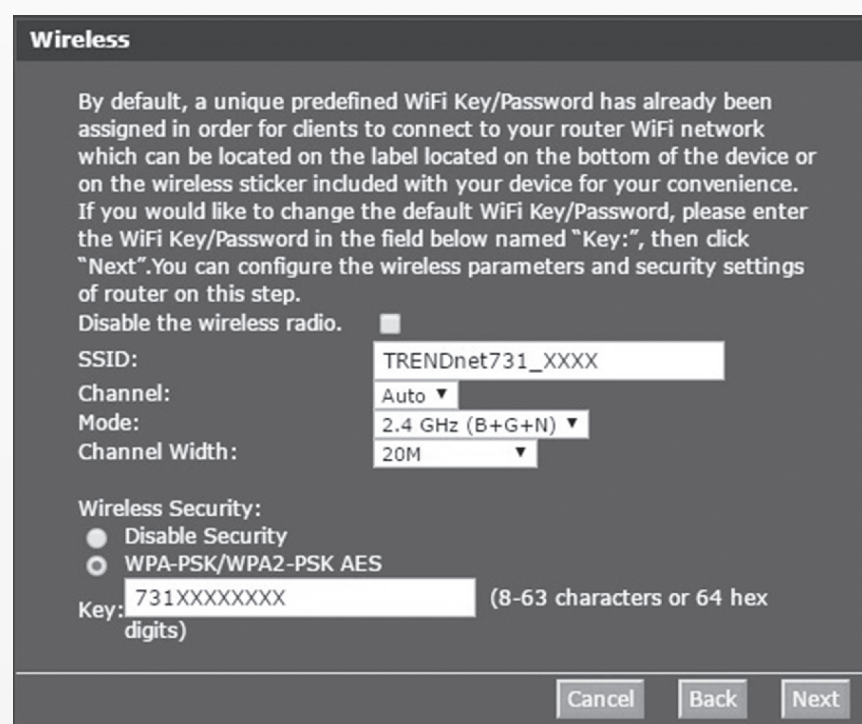 Wireless
By default, a unique predefined WiFi Key/Password has already been
assigned in order for clients to connect to your router WiFi network
which can be located on the label located on the bottom of the device or
on the wireless sticker included with your device for your convenience.
If you would like to change the default WiFi Key/Password, please enter
the WiFi Key/Password in the field below named “Key:”, then click
“Next”.You can configure the wireless parameters and security settings
of router on this step.
Disable the wireless radio.
SSID: TRENDnet731_XXXX
Channel: Auto
Mode: 2.4 GHz (B+G+N)
Channel Width: 20M
Wireless Security:
Disable Security
WPA-PSK/WPA2-PSK AES
Key: 731XXXXXXXX (8-63 characters or 64 hex
digits)
Cancel Back Next